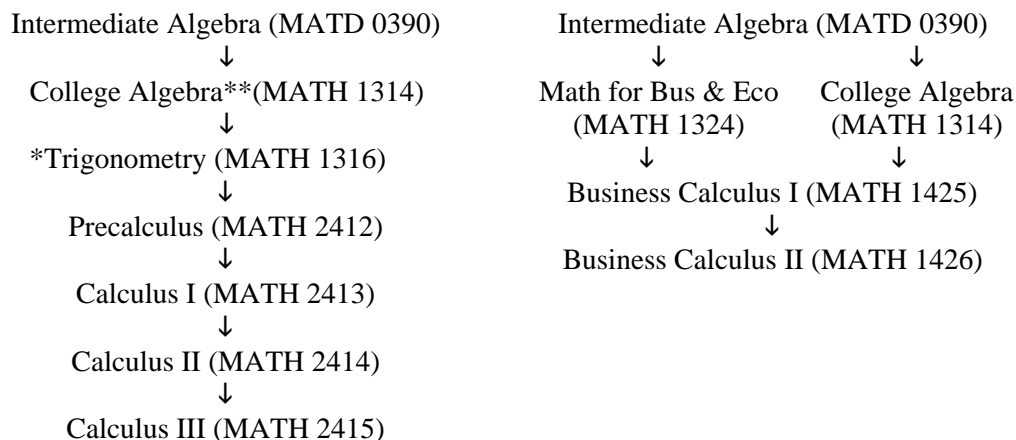 Intermediate Algebra (MATD 0390)
↓
College Algebra**(MATH 1314)
↓
*Trigonometry (MATH 1316)
↓
Precalculus (MATH 2412)
↓
Calculus I (MATH 2413)
↓
Calculus II (MATH 2414)
↓
Calculus III (MATH 2415)
Intermediate Algebra (MATD 0390)
↓ ↓
Math for Bus & Eco College Algebra
(MATH 1324) (MATH 1314)
↓ ↓
Business Calculus I (MATH 1425)
↓
Business Calculus II (MATH 1426)